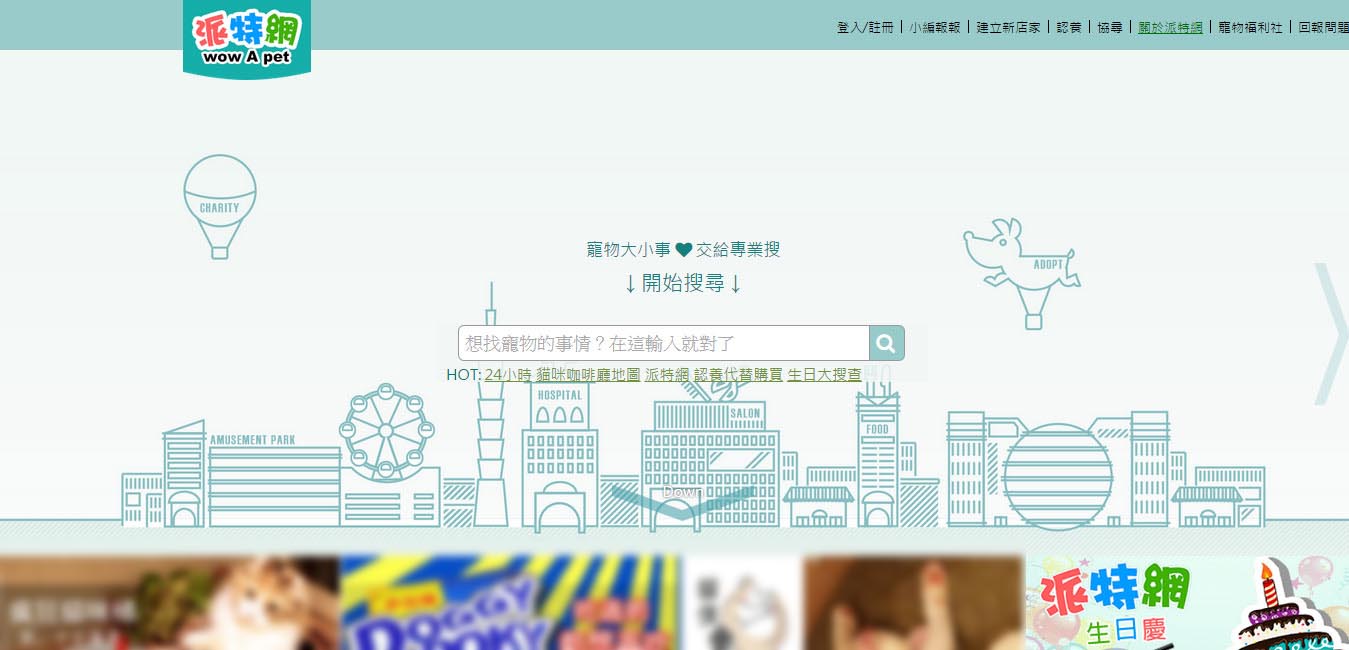 派特網
wow A pet
登入/註冊 | 小編報報 | 建立新店家 | 認養 | 協尋 | 關於派特網 | 寵物福利社 | 回報問題
CHARITY
寵物大小事 ♥ 交給專業搜
ADOPT
↓開始搜尋↓
想找寵物的事情？在這輸入就對了
HOT: 24小時 貓咪咖啡廳地圖 派特網 認養代替購買 生日大搜查
HOSPITAL
SALON
FOOD
AMUSEMENT PARK
Down
派特網
生日慶
DOGGY